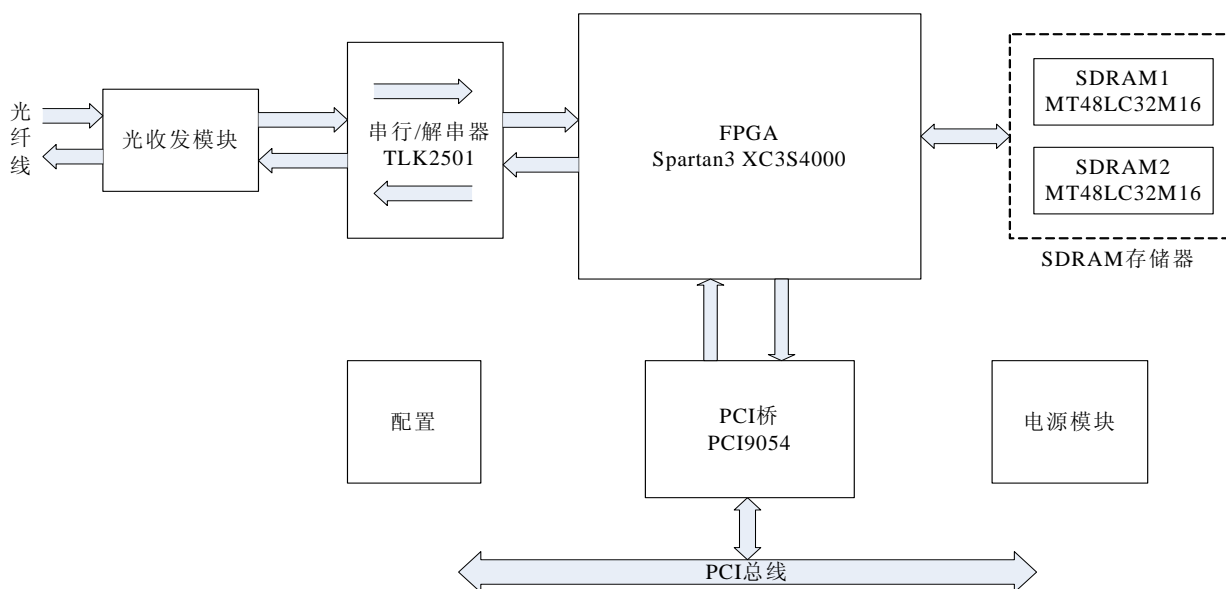 光纤线
光收发模块
串行/解串器
TLK2501
FPGA
Spartan3 XC3S4000
SDRAM1
MT48LC32M16
SDRAM2
MT48LC32M16
SDRAM存储器
配置
PCI桥
PCI9054
电源模块
PCI总线